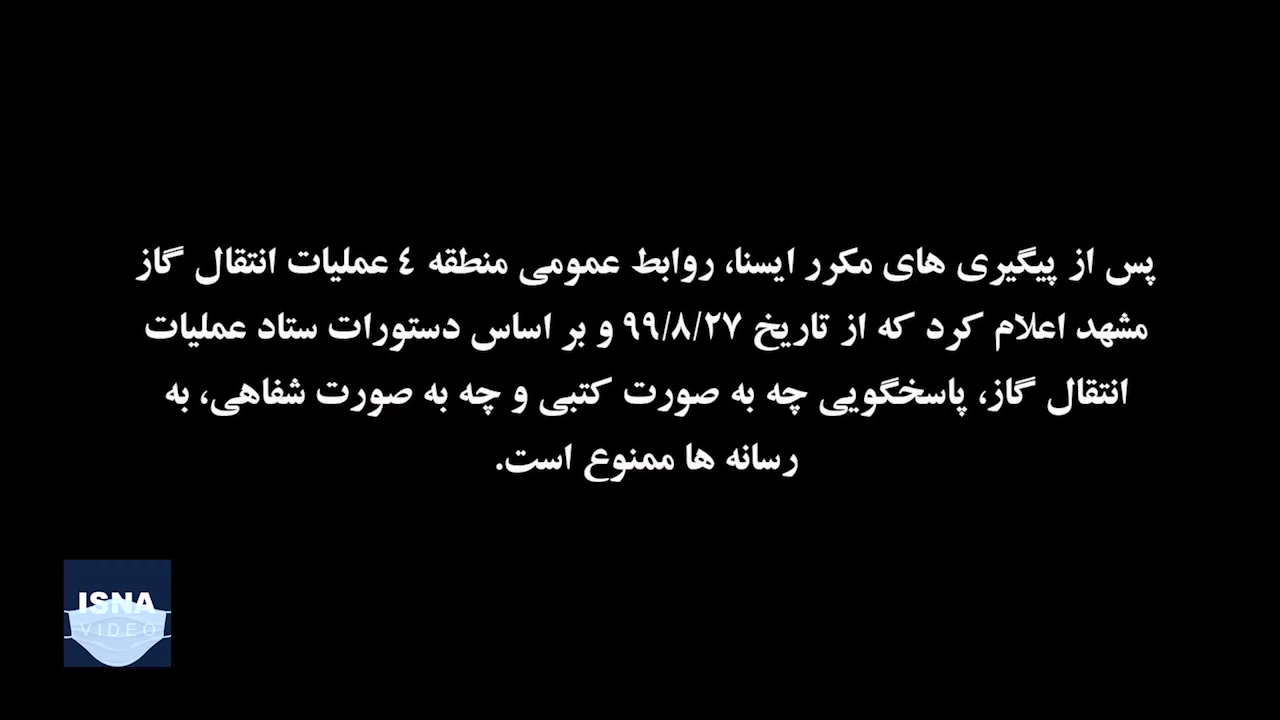 پس از پیگیری های مکرر ایسنا، روابط عمومی منطقه ٤ عملیات انتقال گاز
مشهد اعلام کرد که از تاریخ ۹۹/۸/۲۷ و بر اساس دستورات ستاد عملیات
انتقال گاز، پاسخگویی چه به صورت کتبی و چه به صورت شفاهی، به
رسانه ها ممنوع است.
ISNA
VIDEO